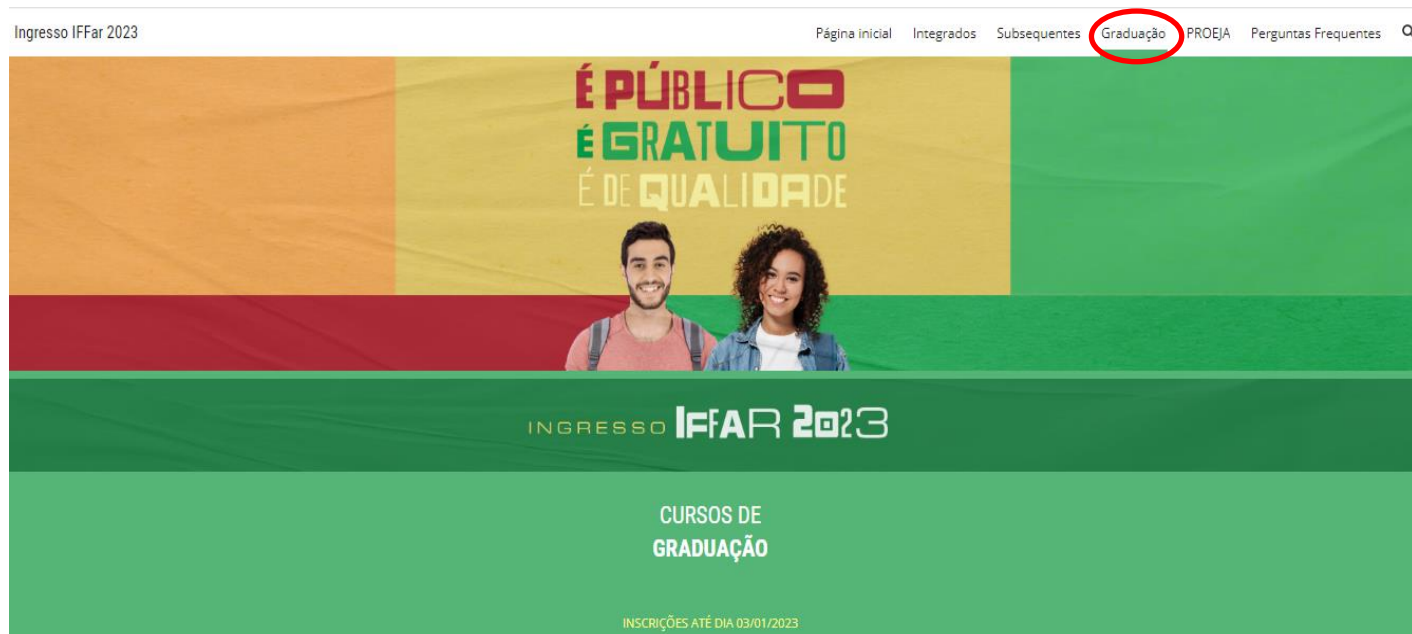 Ingresso IFFar 2023
Página inicial Integrados Subsequentes Graduação PROEJA Perguntas Frequentes
É PÚBLICO
É GRATUITO
É DE QUALIDADE
INGRESSO IFFAR 2023
CURSOS DE
GRADUAÇÃO
INSCRIÇÕES ATÉ DIA 03/01/2023